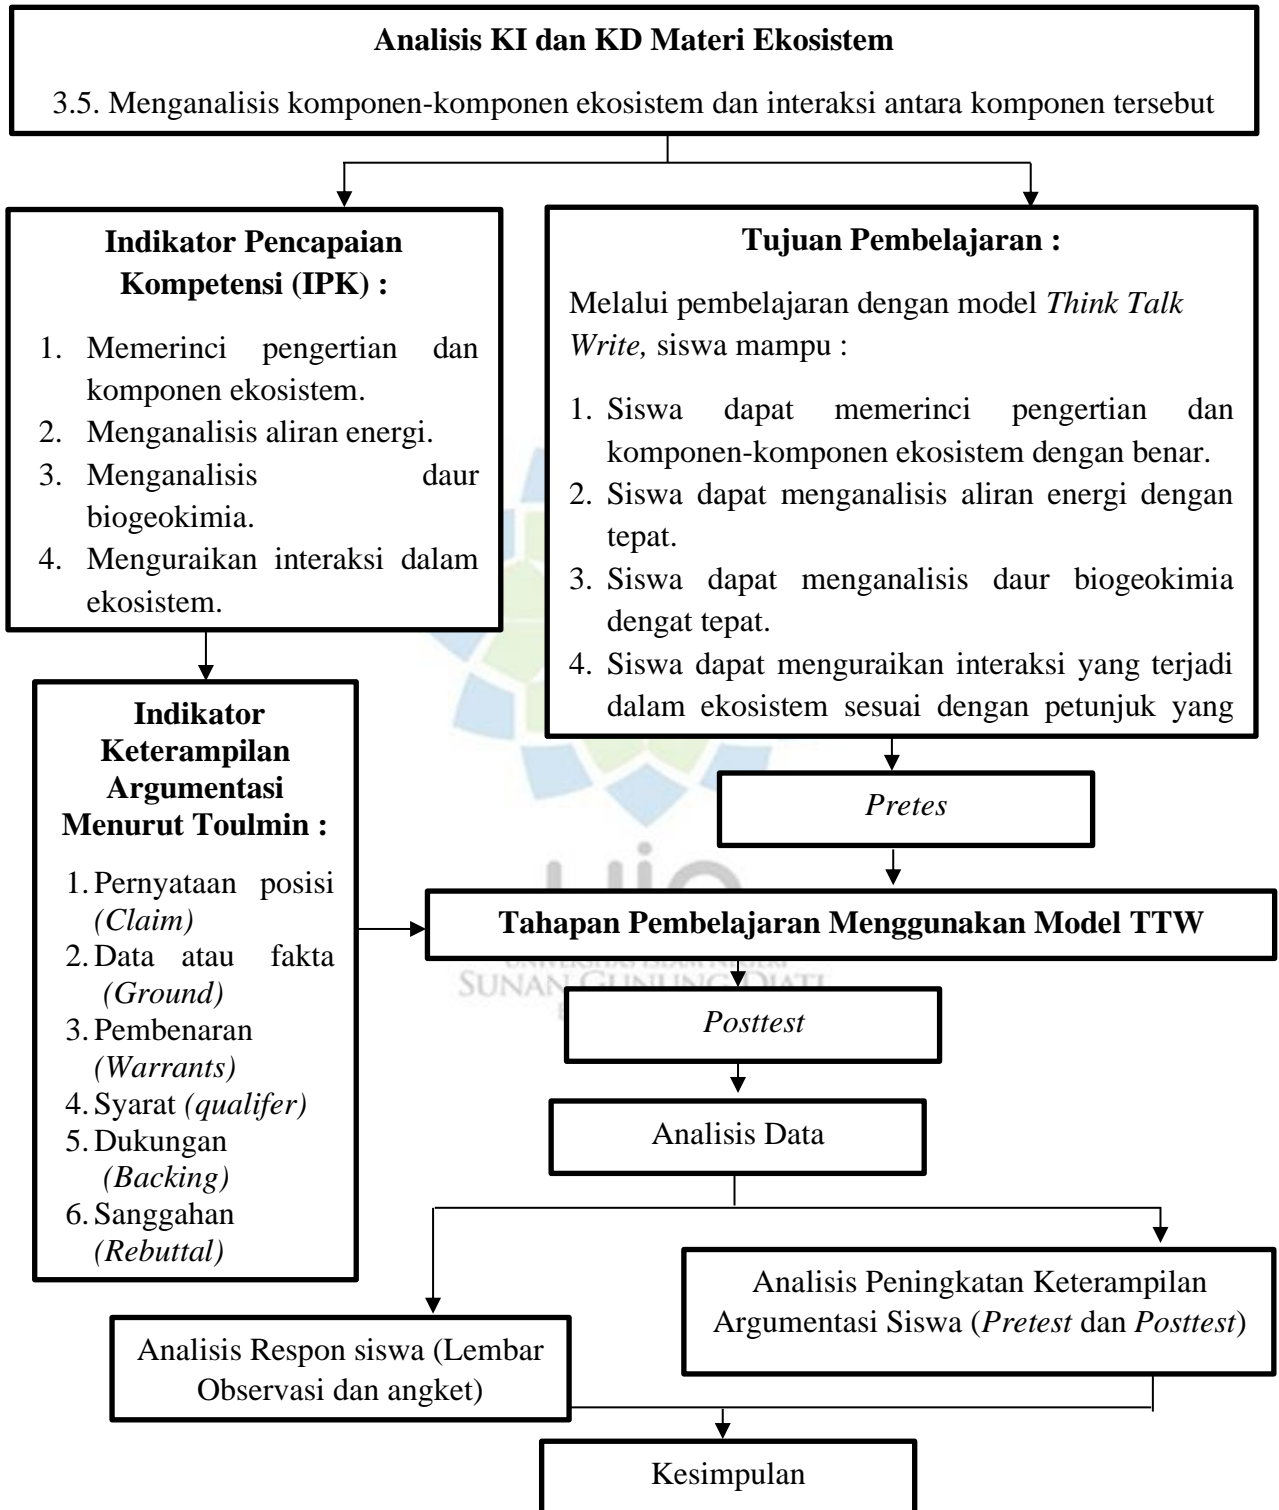 Analisis KI dan KD Materi Ekosistem
3.5. Menganalisis komponen-komponen ekosistem dan interaksi antara komponen tersebut
Indikator Pencapaian
Kompetensi (IPK) :
1. Memerinci pengertian dan
komponen ekosistem.
2. Menganalisis aliran energi.
3. Menganalisis daur
biogeokimia.
4. Menguraikan interaksi dalam
ekosistem.
Tujuan Pembelajaran :
Melalui pembelajaran dengan model Think Talk
Write, siswa mampu :
1. Siswa dapat memerinci pengertian dan
komponen-komponen ekosistem dengan benar.
2. Siswa dapat menganalisis aliran energi dengan
tepat.
3. Siswa dapat menganalisis daur biogeokimia
dengat tepat.
4. Siswa dapat menguraikan interaksi yang terjadi
dalam ekosistem sesuai dengan petunjuk yang
Indikator
Keterampilan
Argumentasi
Menurut Toulmin :
1. Pernyataan posisi
(Claim)
2. Data atau fakta
(Ground)
3. Pembenaran
(Warrants)
4. Syarat (qualifer)
5. Dukungan
(Backing)
6. Sanggahan
(Rebuttal)
Pretes
Tahapan Pembelajaran Menggunakan Model TTW
SUNAN GUNUNG DJATI
Posttest
Analisis Data
Analisis Peningkatan Keterampilan
Argumentasi Siswa (Pretest dan Posttest)
Analisis Respon siswa (Lembar
Observasi dan angket)
Kesimpulan